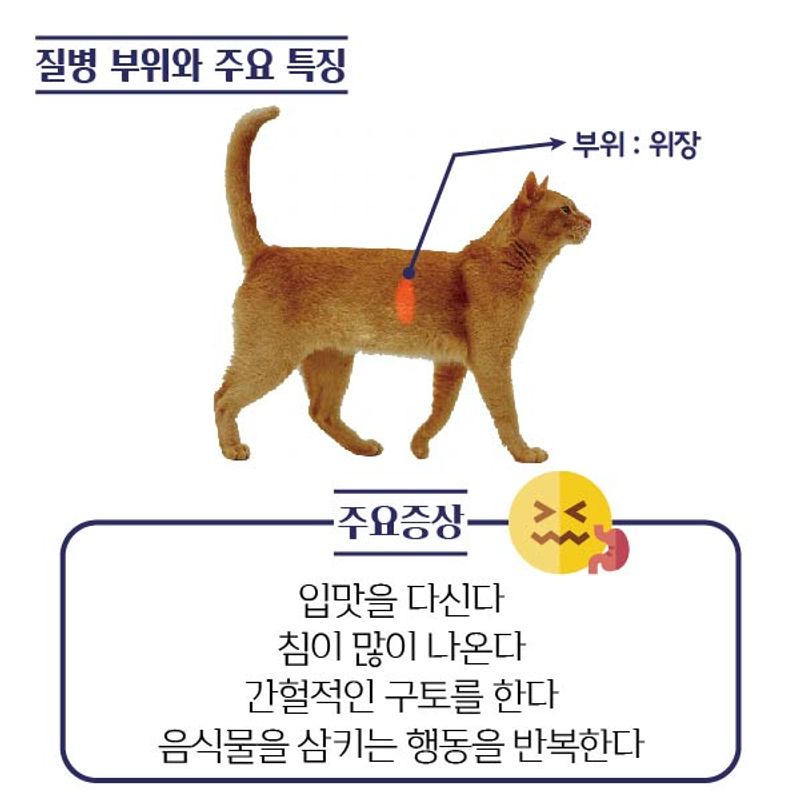 질병 부위와 주요 특징
부위 : 위장
주요증상
입맛을 다신다
침이 많이 나온다
간헐적인 구토를 한다
음식물을 삼키는 행동을 반복한다